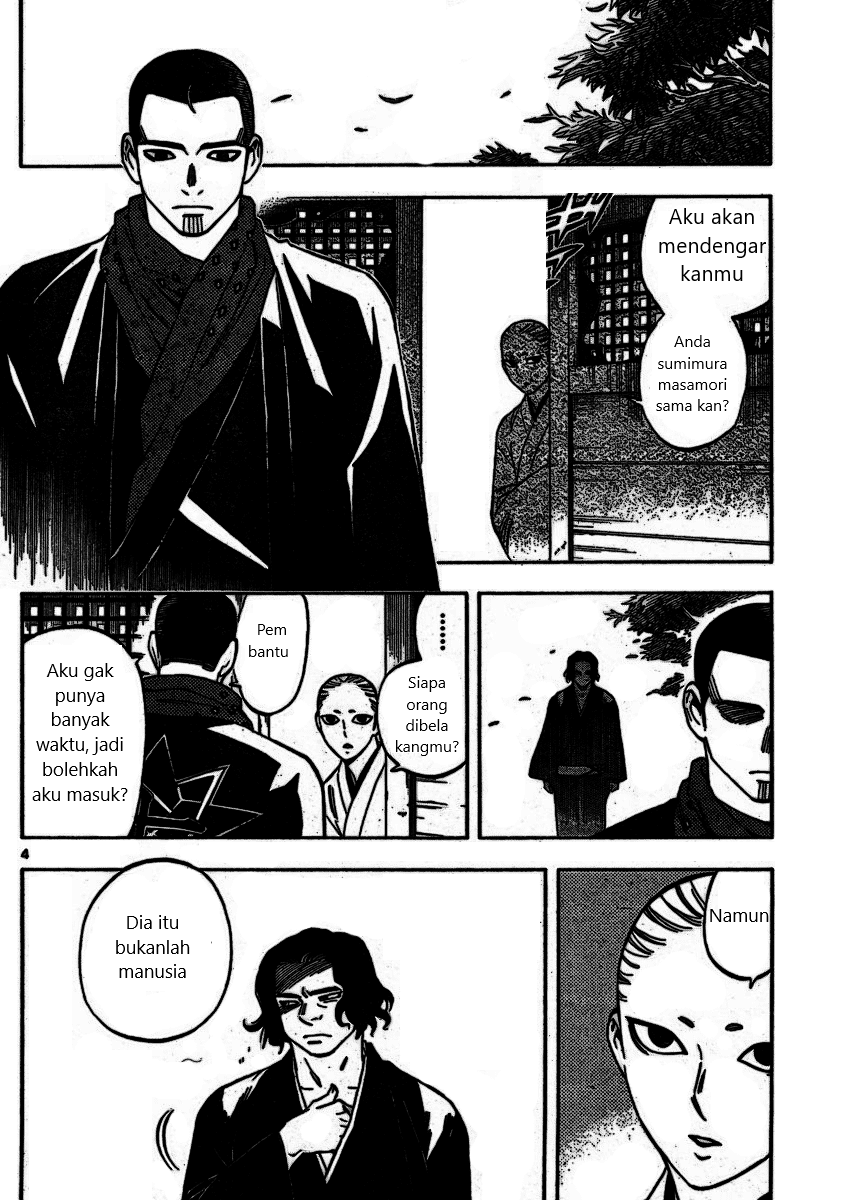 Aku akan
mendengar
kanmu
Anda
sumimura
masamori
sama kan?
........
Siapa
orang
dibela
kangmu?
Pem
bantu
Aku gak
punya
banyak
waktu, jadi
bolehkah
aku masuk?
4
Namun
Dia itu
bukanlah
manusia